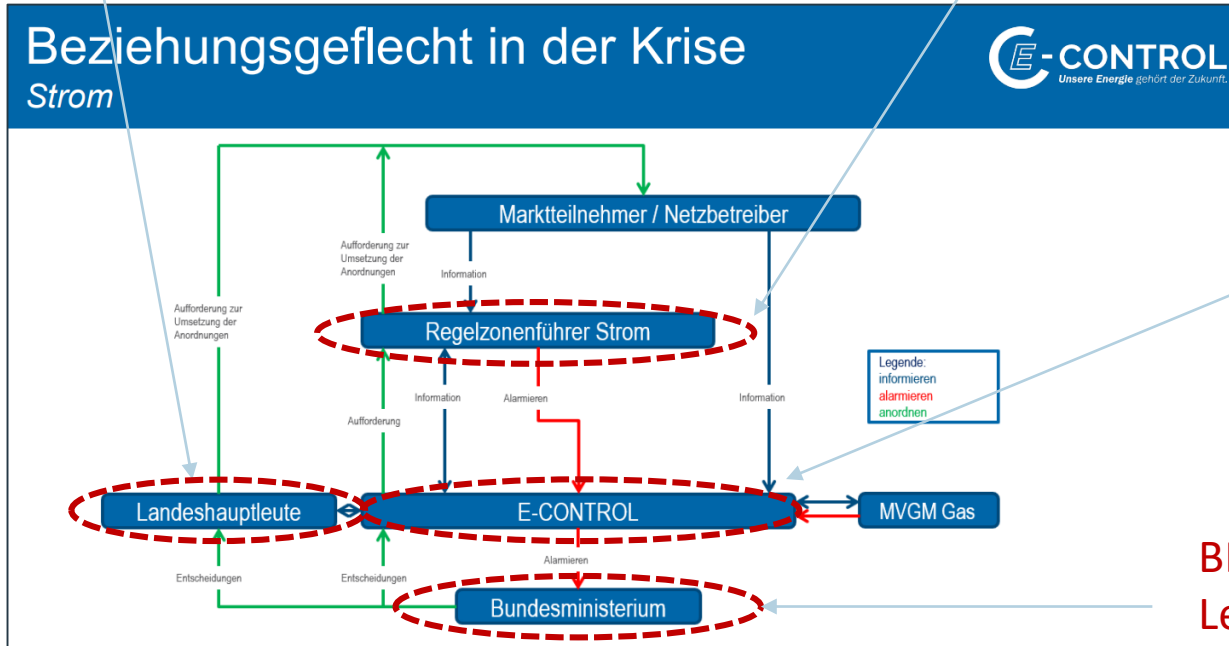 Beziehungsgeflecht in der Krise
Strom
E-CONTROL
Unsere Energie gehört der Zukunft.
Marktteilnehmer / Netzbetreiber
Aufforderung zur
Umsetzung der
Anordnungen
Information
Aufforderung zur
Umsetzung der
Anordnungen
Regelzonenführer Strom
Legende:
informieren
alarmieren
anordnen
Information
Alarmieren
Information
Aufforderung
Landeshauptleute
E-CONTROL
MVGM Gas
Alarmieren
Entscheidungen
Entscheidungen
Bundesministerium
Le